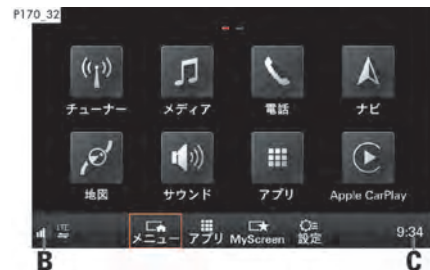 P170_32
チューナー メディア 電話 ナビ
地図 サウンド アプリ Apple CarPlay
LTE
メニュー アプリ MyScreen 設定 9:34
B C